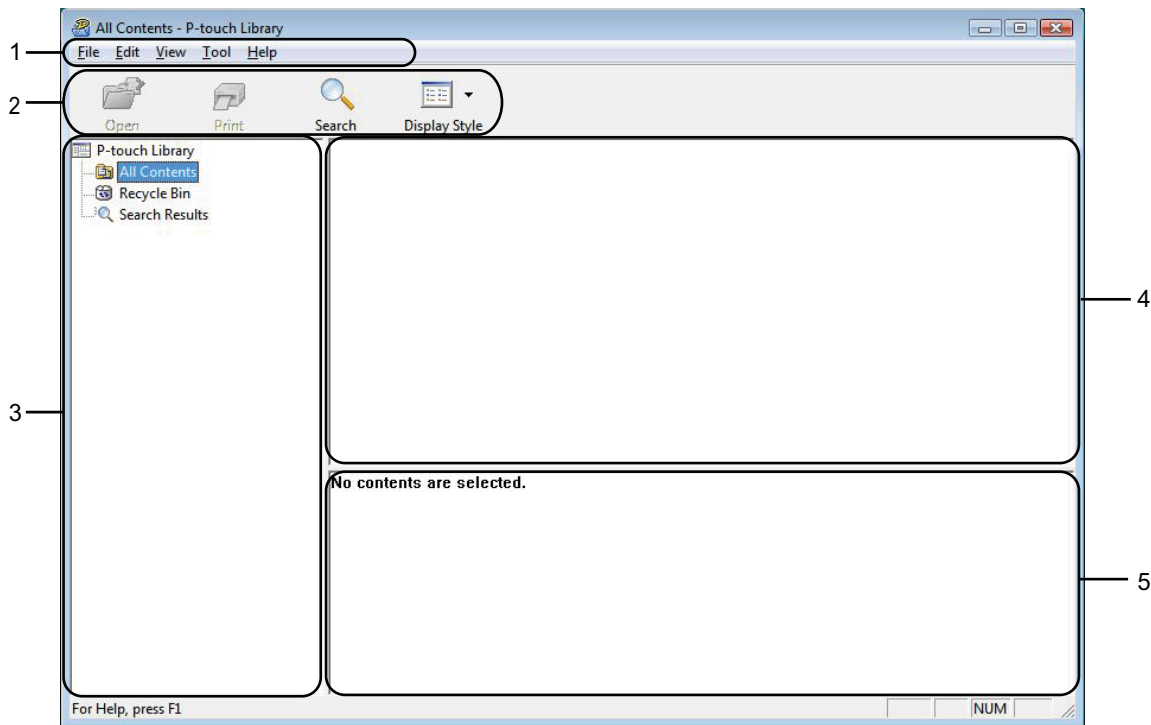 All Contents - P-touch Library
1
File Edit View Tool Help
2
Open Print Search Display Style
P-touch Library
All Contents
Recycle Bin
Search Results
3
4
No contents are selected.
5
For Help, press F1
NUM